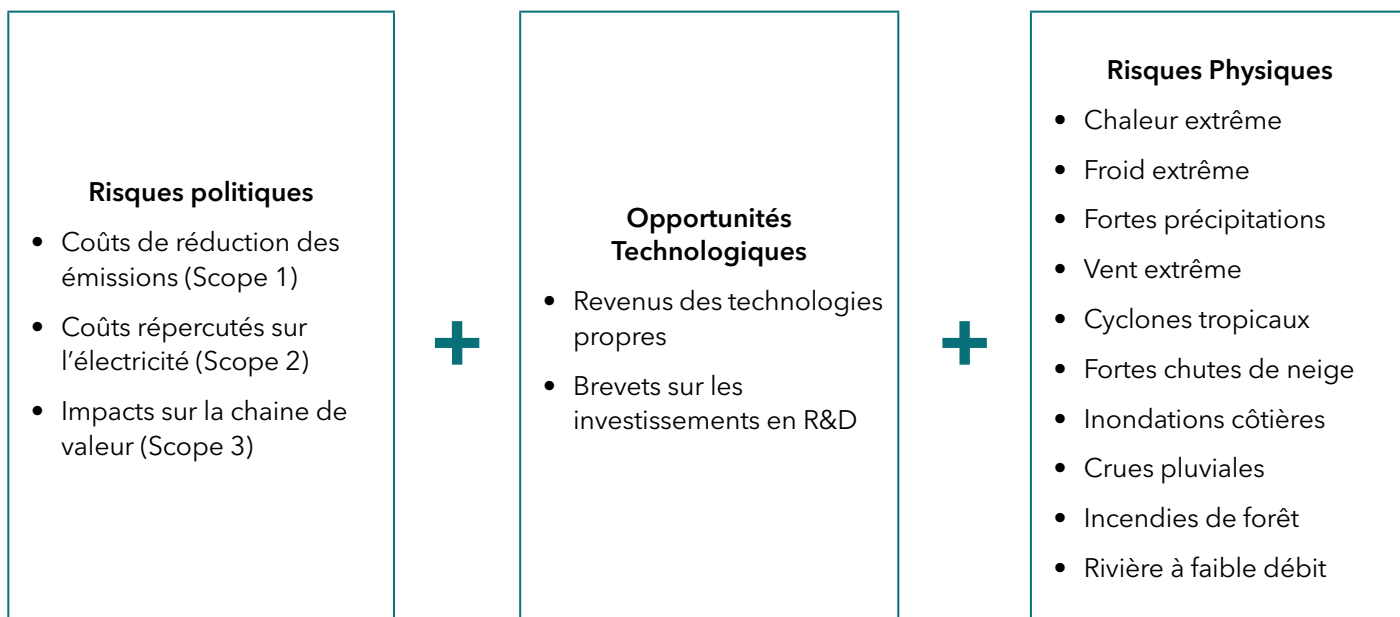 Risques politiques
• Coûts de réduction des
émissions (Scope 1)
• Coûts répercutés sur
l'électricité (Scope 2)
• Impacts sur la chaine de
valeur (Scope 3)
+
Opportunités
Technologiques
• Revenus des technologies
propres
• Brevets sur les
investissements en R&D
+
Risques Physiques
• Chaleur extrême
• Froid extrême
• Fortes précipitations
• Vent extrême
• Cyclones tropicaux
• Fortes chutes de neige
• Inondations côtières
• Crues pluviales
• Incendies de forêt
• Rivière à faible débit